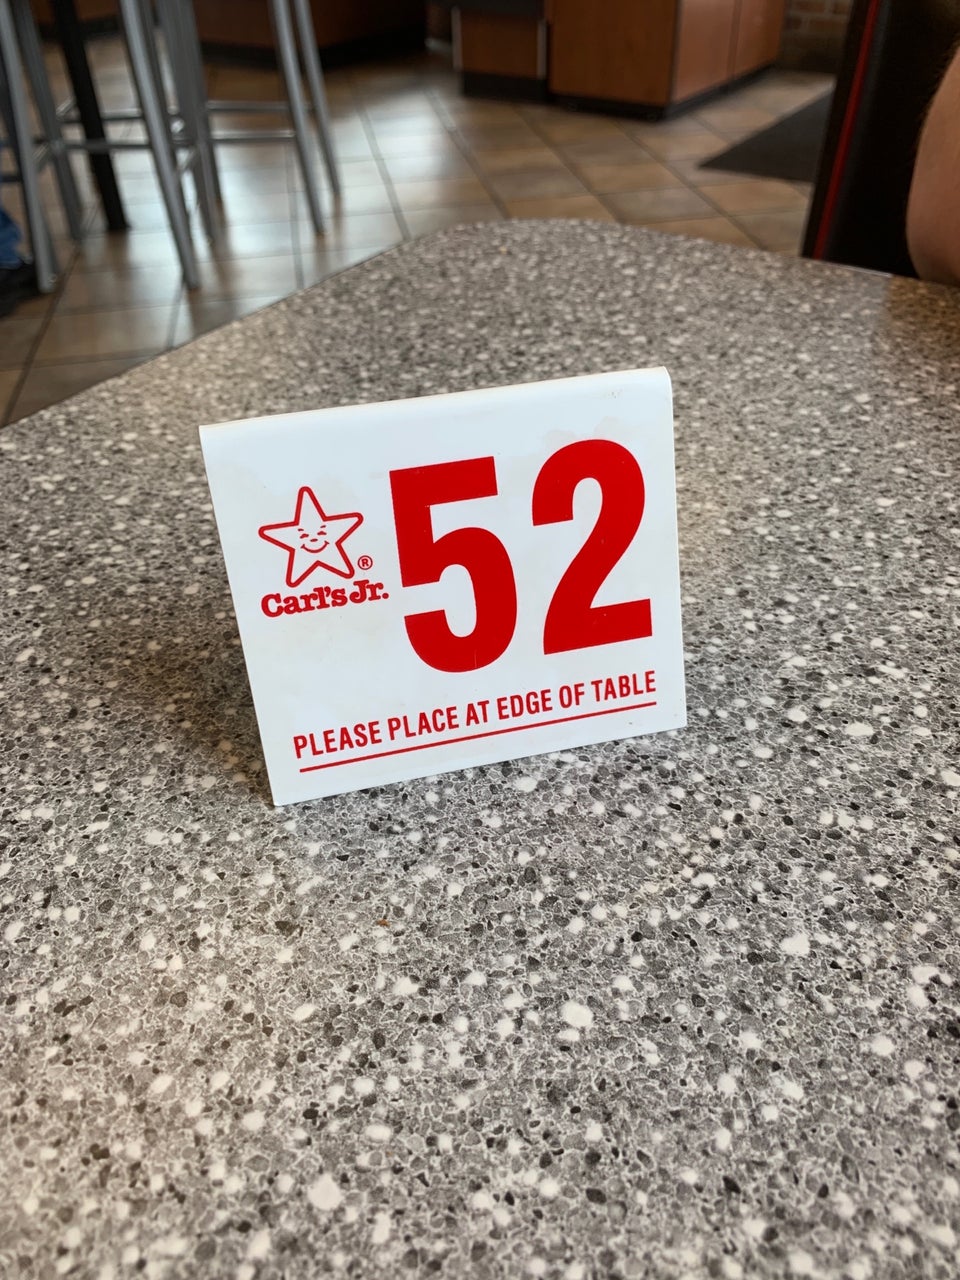 52
®
Carl's Jr.
PLEASE PLACE AT EDGE OF TABLE